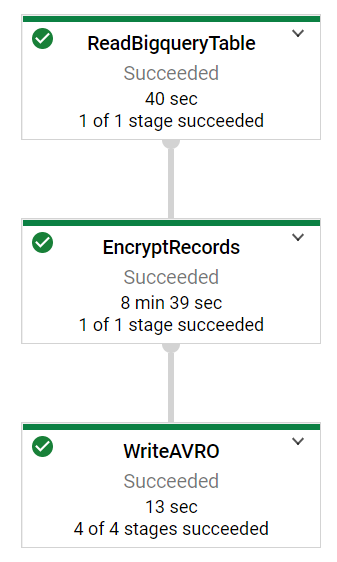 ReadBigqueryTable
Succeeded
40 sec
1 of 1 stage succeeded
EncryptRecords
Succeeded
8 min 39 sec
1 of 1 stage succeeded
WriteAVRO
Succeeded
13 sec
4 of 4 stages succeeded